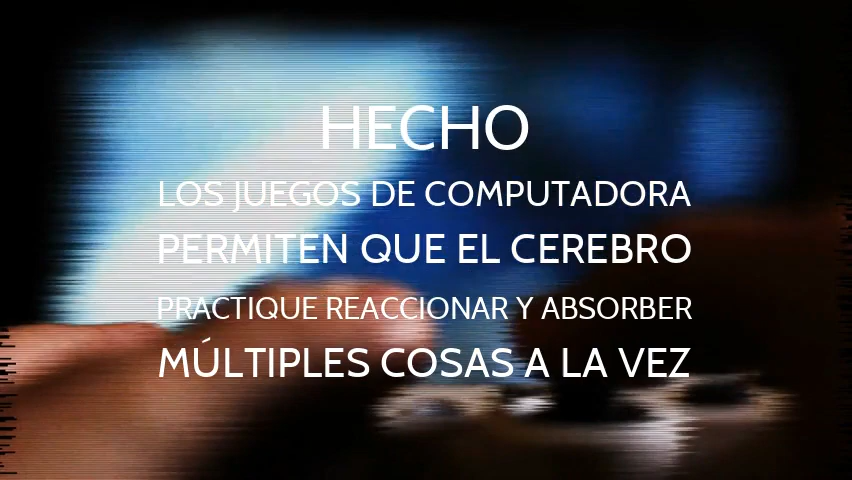 HECHO
LOS JUEGOS DE COMPUTADORA
PERMITEN QUE EL CEREBRO
PRACTIQUE REACCIONAR Y ABSORBER
MÚLTIPLES COSAS A LA VEZ